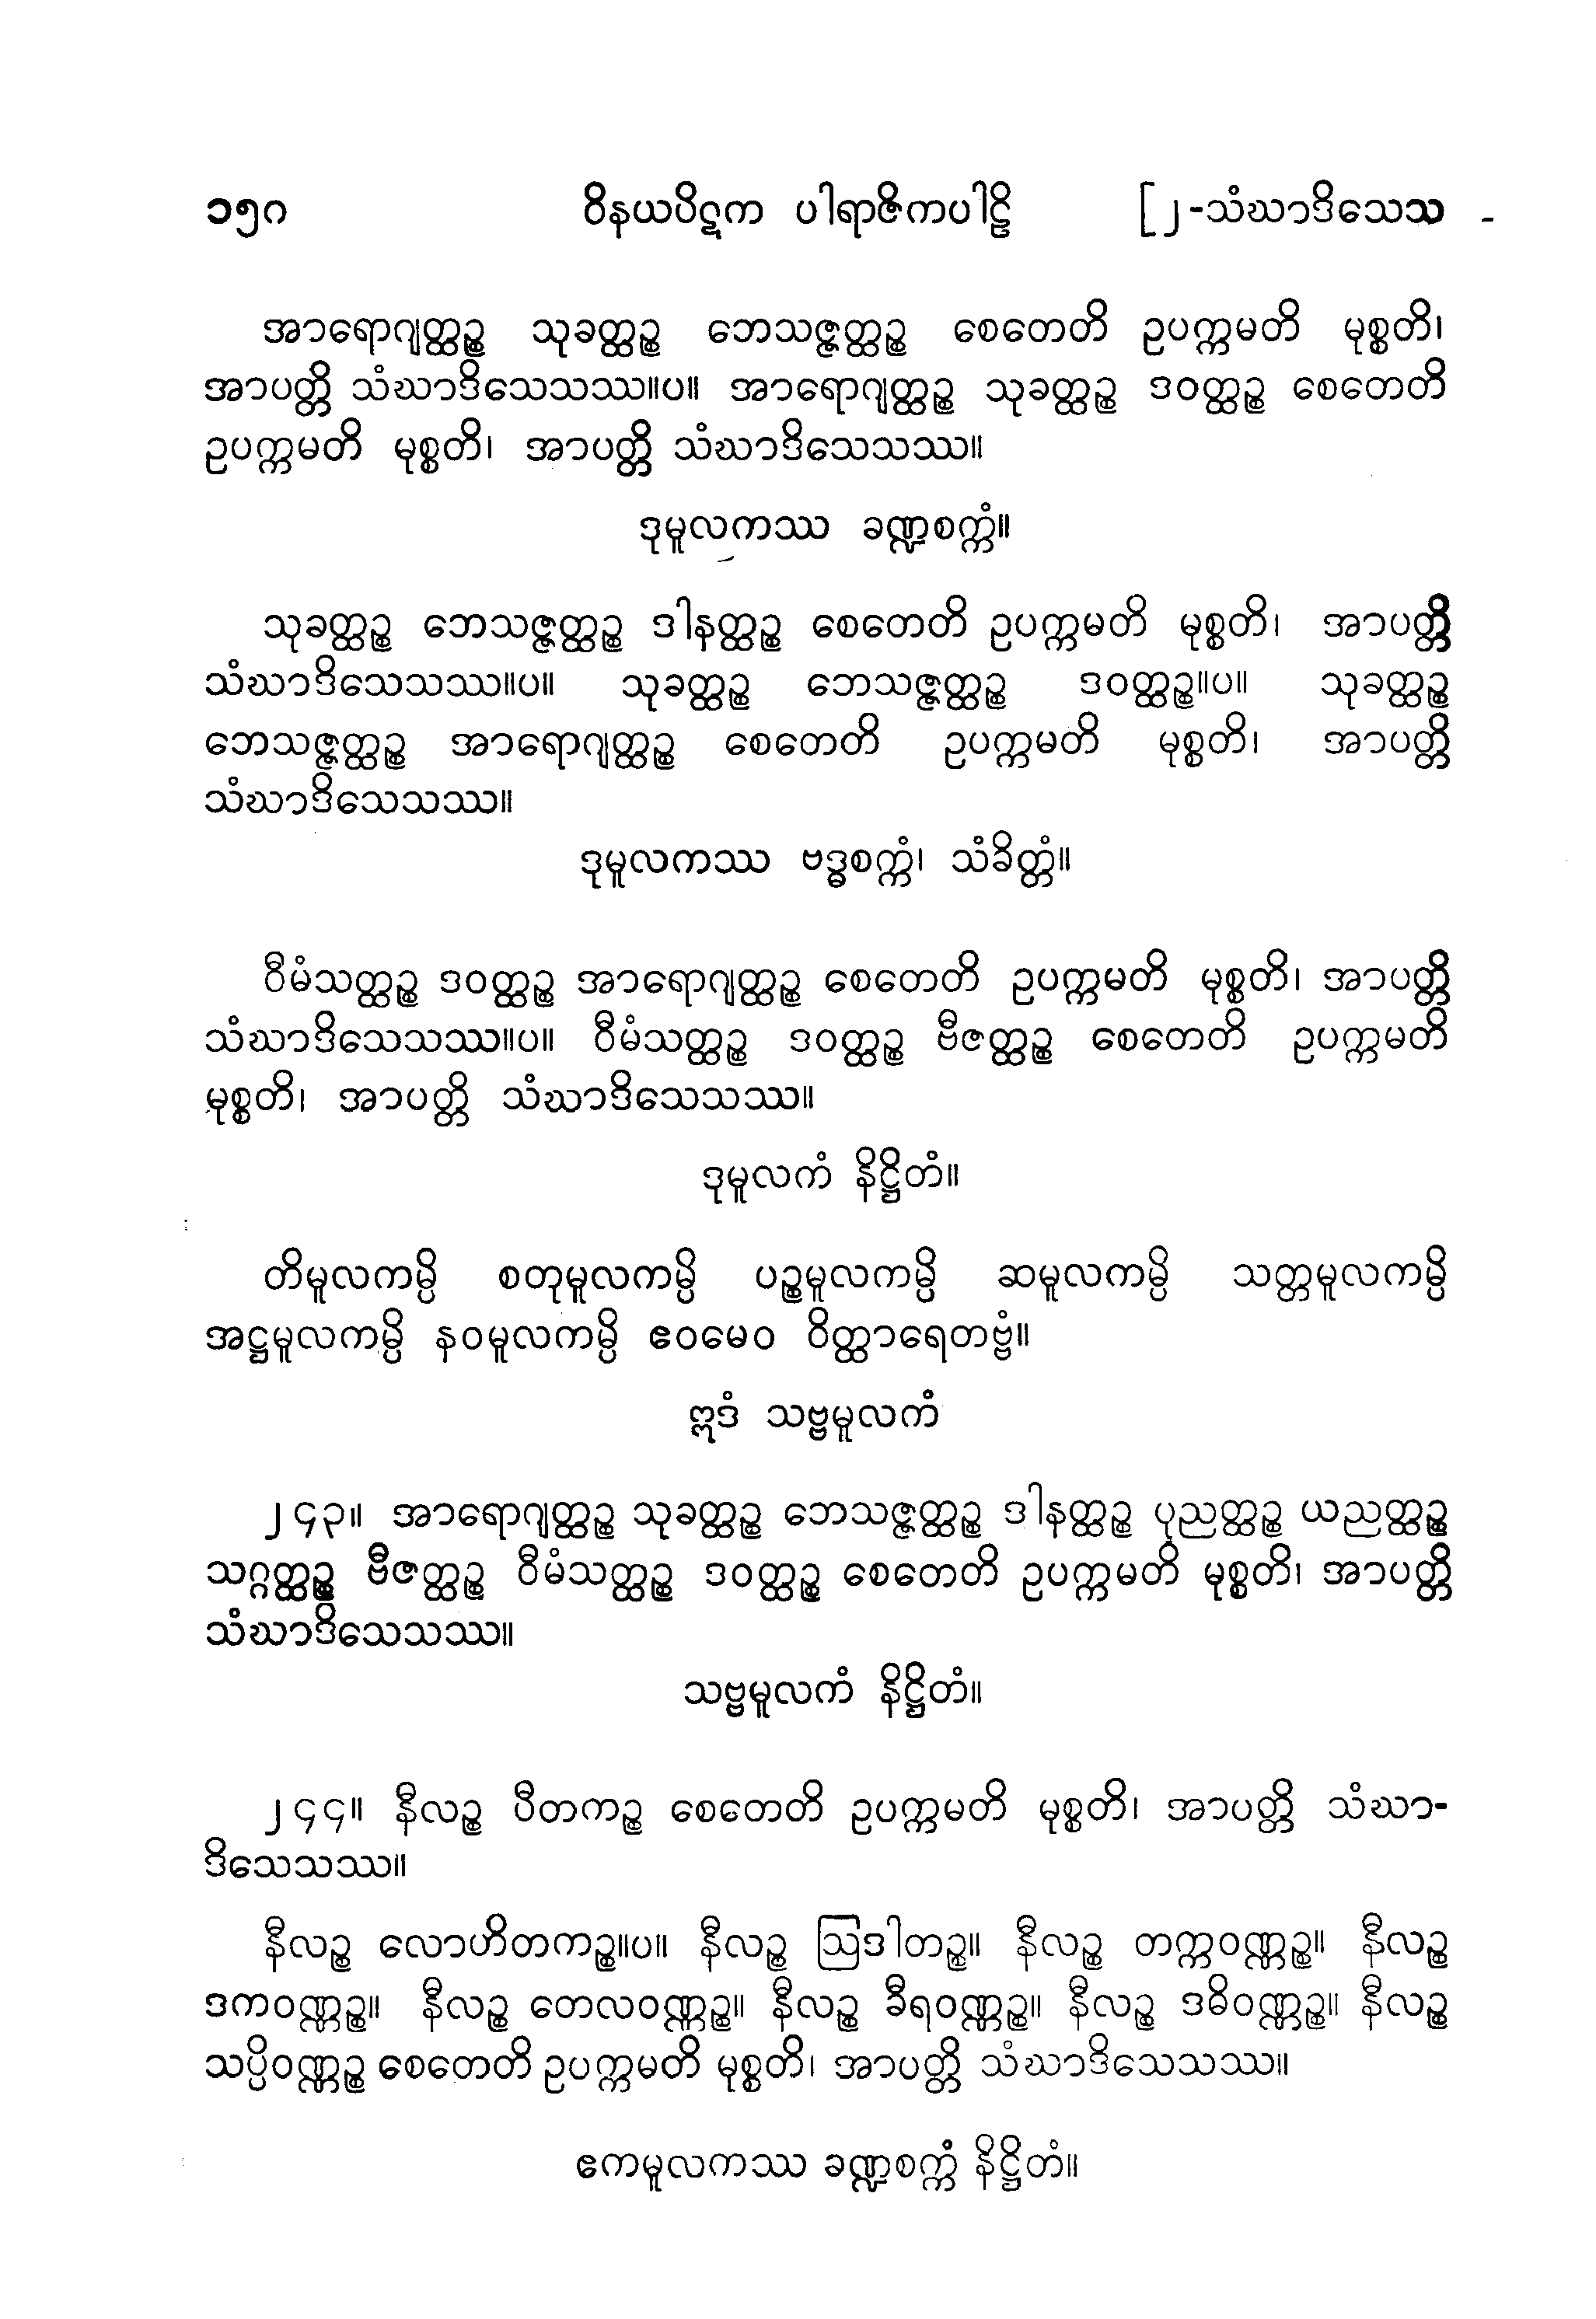 ၁၅၈ ဝိနယပိဋက ပါရာဇိကပါဠိ [၂-သံဃာဒိသေသ -
အာရောဂျတ္ထဉ္စ သုခတ္ထဉ္စ ဘေသဇ္ဇတ္ထဉ္စ စေတေတိ ဥပက္ကမတိ မုစ္စတိ၊
အာပတ္တိ သံဃာဒိသေသဿ။ပ။ အာရောဂျတ္ထဉ္စ သုခတ္ထဉ္စ ဒဝတ္ထဉ္စ စေတေတိ
ဥပက္ကမတိ မုစ္စတိ၊ အာပတ္တိ သံဃာဒိသေသဿ။
ဒုမူလကဿ ခဏ္ဍစက္ကံ။
သုခတ္ထဉ္စ ဘေသဇ္ဇတ္ထဉ္စ ဒါနတ္ထဉ္စ စေတေတိ ဥပက္ကမတိ မုစ္စတိ၊ အာပတ္တိ
သံဃာဒိသေသဿ။ပ။ သုခတ္ထဉ္စ ဘေသဇ္ဇတ္ထဉ္စ ဒဝတ္ထဉ္စ။ပ။ သုခတ္ထဉ္စ
ဘေသဇ္ဇတ္ထဉ္စ အာရောဂျတ္ထဉ္စ စေတေတိ ဥပက္ကမတိ မုစ္စတိ၊ အာပတ္တိ
သံဃာဒိသေသဿ။
ဒုမူလကဿ ဗဒ္ဓစက္ကံ၊ သံခိတ္တံ။
ဝီမံသတ္ထဉ္စ ဒဝတ္ထဉ္စ အာရောဂျတ္ထဉ္စ စေတေတိ ဥပက္ကမတိ မုစ္စတိ၊ အာပတ္တိ
သံဃာဒိသေသဿ။ပ။ ဝီမံသတ္ထဉ္စ ဒဝတ္ထဉ္စ ဗီဇတ္ထဉ္စ စေတေတိ ဥပက္ကမတိ
မုစ္စတိ၊ အာပတ္တိ သံဃာဒိသေသဿ။
ဒုမူလကံ နိဋ္ဌိတံ။
တိမူလကမ္ပိ စတုမူလကမ္ပိ ပဉ္စမူလကမ္ပိ ဆမူလကမ္ပိ သတ္တမူလကမ္ပိ
အဋ္ဌမူလကမ္ပိ နဝမူလကမ္ပိ ဧဝမေဝ ဝိတ္ထာရေတဗ္ဗံ။
ဣဒံ သဗ္ဗမူလကံ
၂၄၃။ အာရောဂျတ္ထဉ္စ သုခတ္ထဉ္စ ဘေသဇ္ဇတ္ထဉ္စ ဒါနတ္ထဉ္စ ပုညတ္ထဉ္စ ယညတ္ထဉ္စ
သဂ္ဂတ္ထဉ္စ ဗီဇတ္ထဉ္စ ဝီမံသတ္ထဉ္စ ဒဝတ္ထဉ္စ စေတေတိ ဥပက္ကမတိ မုစ္စတိ၊ အာပတ္တိ
သံဃာဒိသေသဿ။
သဗ္ဗမူလကံ နိဋ္ဌိတံ။
၂၄၄။ နီလဉ္စ ပီတကဉ္စ စေတေတိ ဥပက္ကမတိ မုစ္စတိ၊ အာပတ္တိ သံဃာ-
ဒိသေသဿ။
နီလဉ္စ လောဟိတကဉ္စ။ပ။ နီလဉ္စ ဩဒါတဉ္စ။ နီလဉ္စ တက္ကဝဏ္ဏဉ္စ။ နီလဉ္စ
ဒကဝဏ္ဏဉ္စ။ နီလဉ္စ တေလဝဏ္ဏဉ္စ။ နီလဉ္စ ခီရဝဏ္ဏဉ္စ။ နီလဉ္စ ဒဓိဝဏ္ဏဉ္စ။ နီလဉ္စ
သပ္ပိဝဏ္ဏဉ္စ စေတေတိ ဥပက္ကမတိ မုစ္စတိ၊ အာပတ္တိ သံဃာဒိသေသဿ။
ဧကမူလကဿ ခဏ္ဍစက္ကံ နိဋ္ဌိတံ။